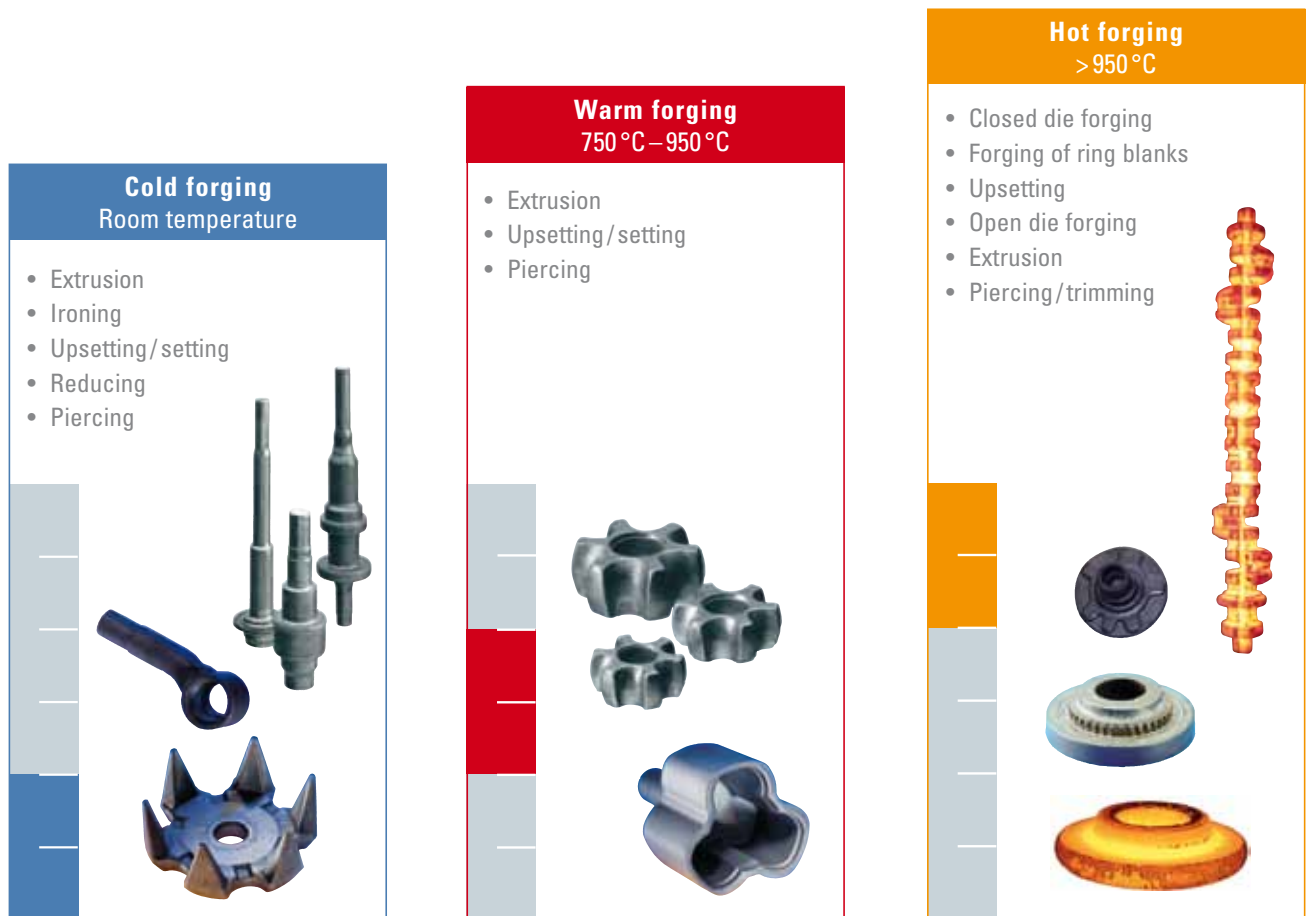 Cold forging
Room temperature
• Extrusion
• Ironing
• Upsetting / setting
• Reducing
• Piercing
Warm forging
750 °C – 950 °C
• Extrusion
• Upsetting / setting
• Piercing
Hot forging
> 950 °C
• Closed die forging
• Forging of ring blanks
• Upsetting
• Open die forging
• Extrusion
• Piercing / trimming